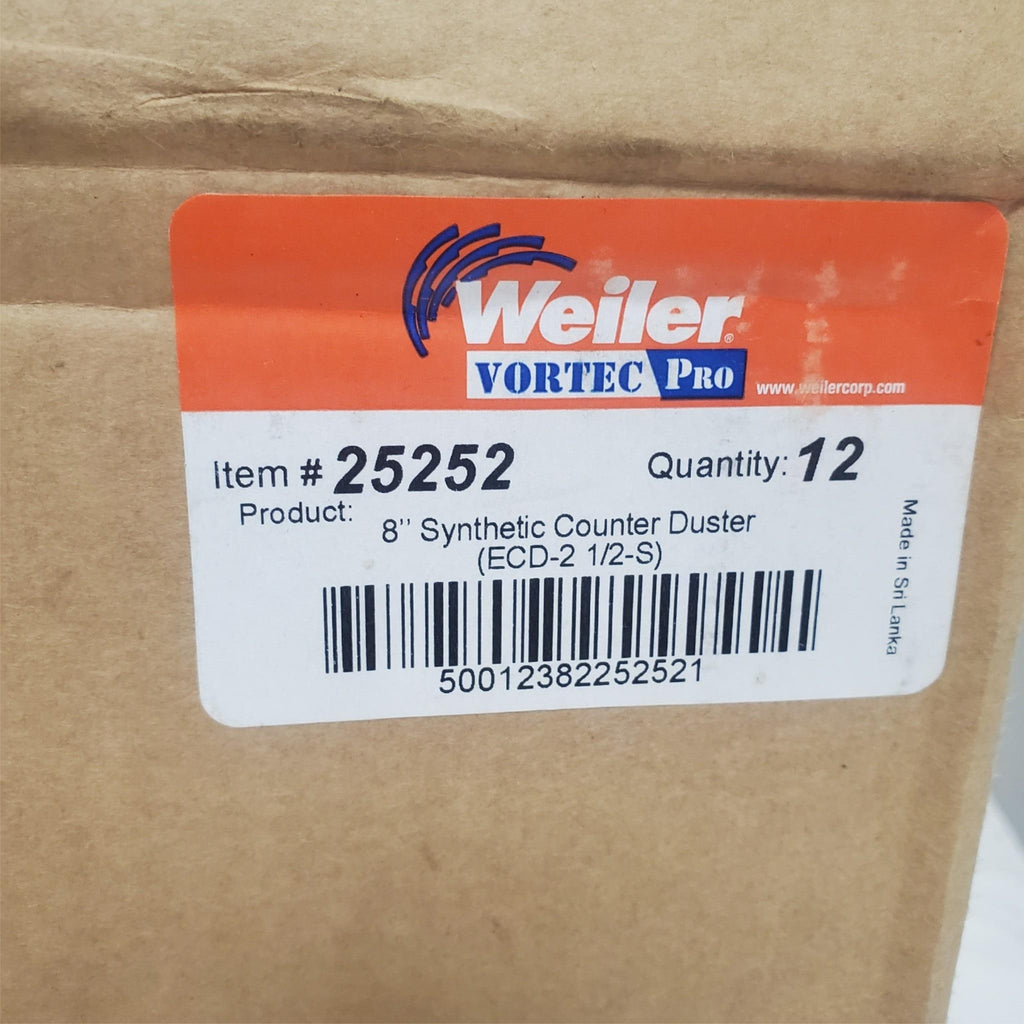 Weiler®
VORTEC PRO
www.weilercorp.com
Item # 25252
Quantity: 12
Product:
8'' Synthetic Counter Duster
(ECD-2 1/2-S)
50012382252521
Made in Sri Lanka